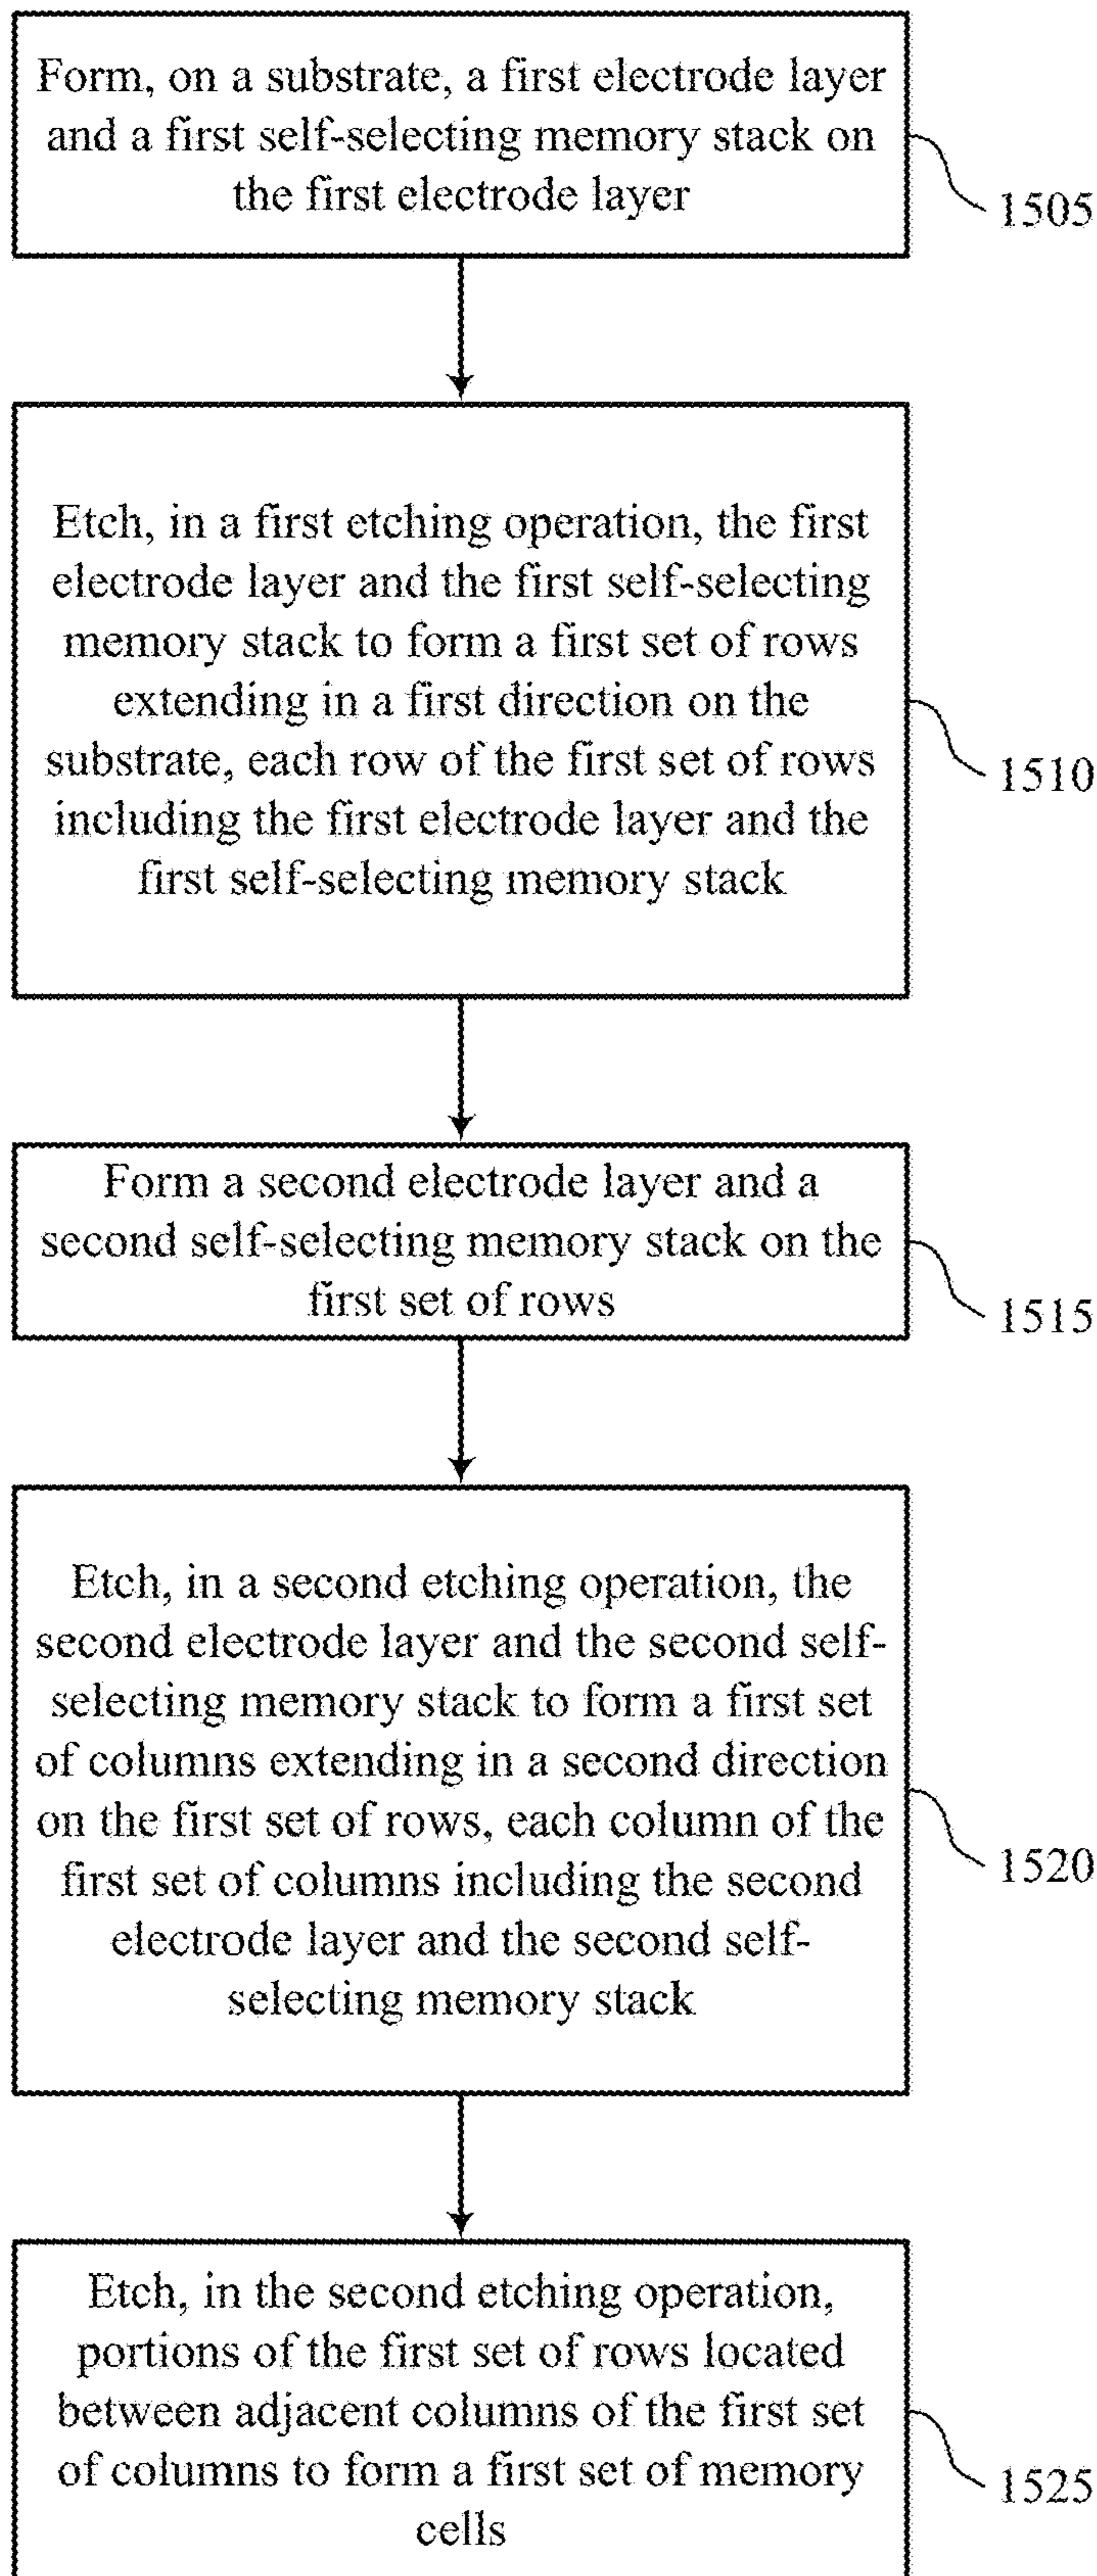 Form, on a substrate, a first electrode layer
and a first self-selecting memory stack on
the first electrode layer
1505
Etch, in a first etching operation, the first
electrode layer and the first self-selecting
memory stack to form a first set of rows
extending in a first direction on the
substrate, each row of the first set of rows
including the first electrode layer and the
first self-selecting memory stack
1510
Form a second electrode layer and a
second self-selecting memory stack on the
first set of rows
1515
Etch, in a second etching operation, the
second electrode layer and the second self-
selecting memory stack to form a first set
of columns extending in a second direction
on the first set of rows, each column of the
first set of columns including the second
electrode layer and the second self-
selecting memory stack
1520
Etch, in the second etching operation,
portions of the first set of rows located
between adjacent columns of the first set
of columns to form a first set of memory
cells
1525